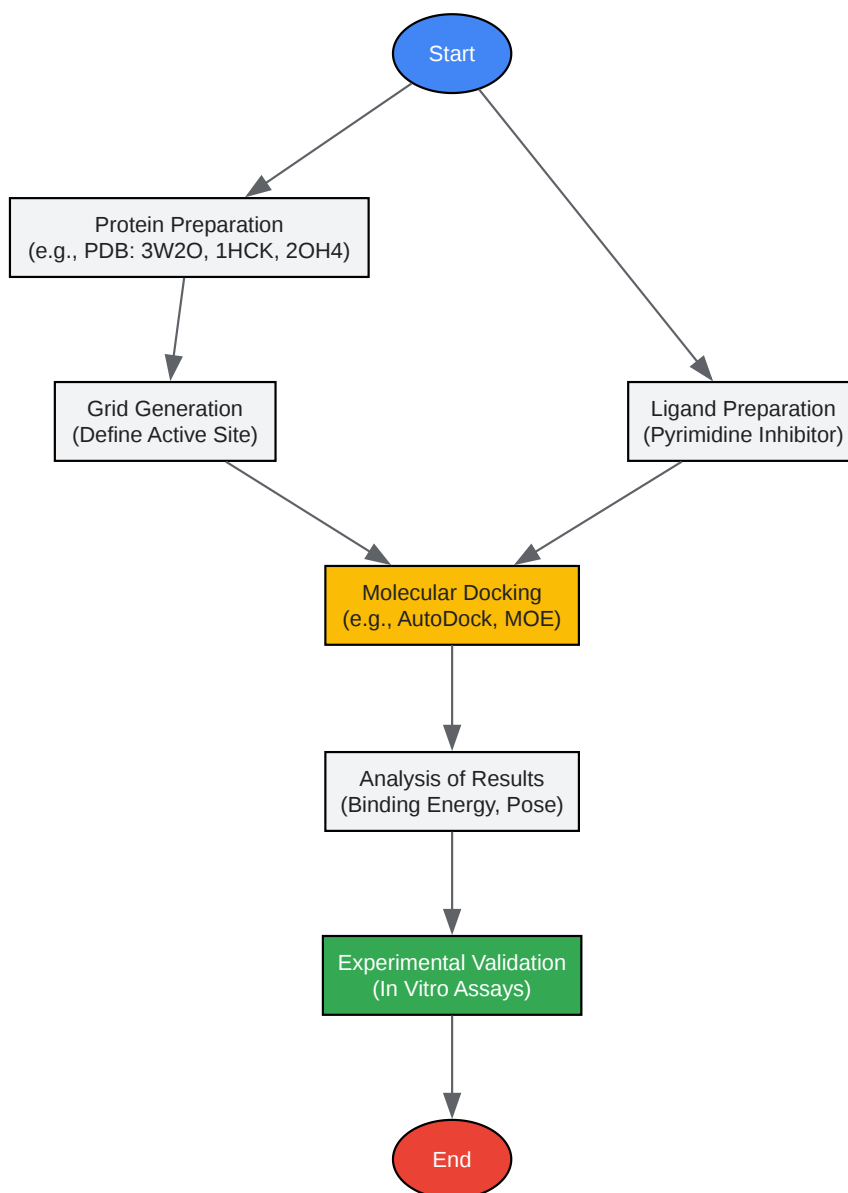 Start
Protein Preparation
(e.g., PDB: 3W2O, 1HCK, 2OH4)
Grid Generation
(Define Active Site)
Ligand Preparation
(Pyrimidine Inhibitor)
Molecular Docking
(e.g., AutoDock, MOE)
Analysis of Results
(Binding Energy, Pose)
Experimental Validation
(In Vitro Assays)
End